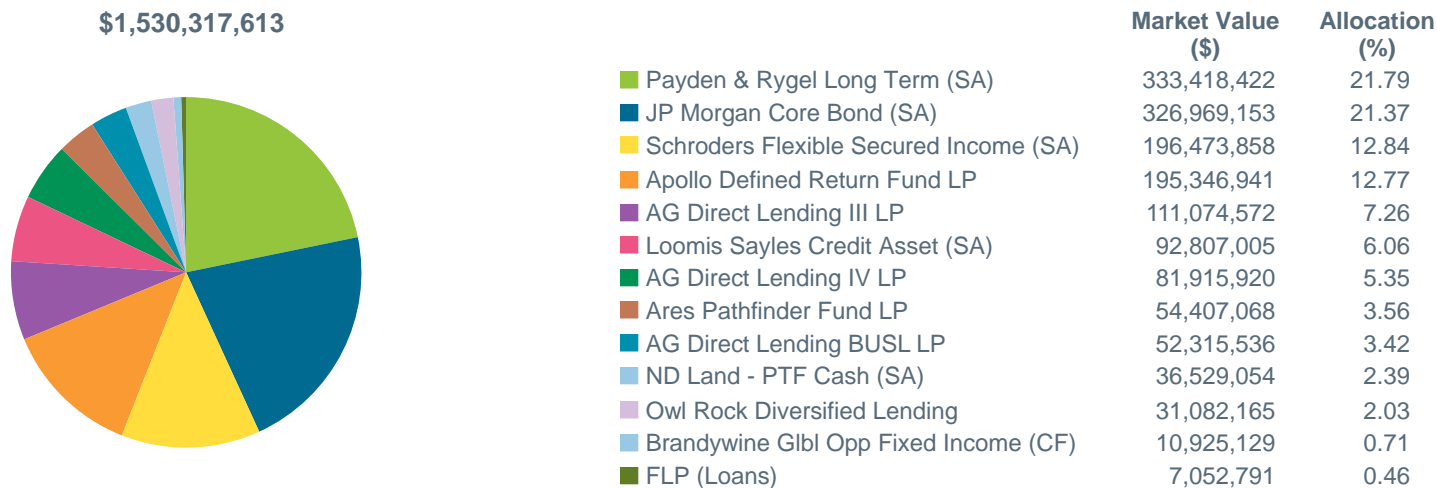 $1,530,317,613
Market Value Allocation
($) (%)
Payden & Rygel Long Term (SA) 333,418,422 21.79
JP Morgan Core Bond (SA) 326,969,153 21.37
Schroders Flexible Secured Income (SA) 196,473,858 12.84
Apollo Defined Return Fund LP 195,346,941 12.77
AG Direct Lending III LP 111,074,572 7.26
Loomis Sayles Credit Asset (SA) 92,807,005 6.06
AG Direct Lending IV LP 81,915,920 5.35
Ares Pathfinder Fund LP 54,407,068 3.56
AG Direct Lending BUSL LP 52,315,536 3.42
ND Land - PTF Cash (SA) 36,529,054 2.39
Owl Rock Diversified Lending 31,082,165 2.03
Brandywine Glbl Opp Fixed Income (CF) 10,925,129 0.71
FLP (Loans) 7,052,791 0.46